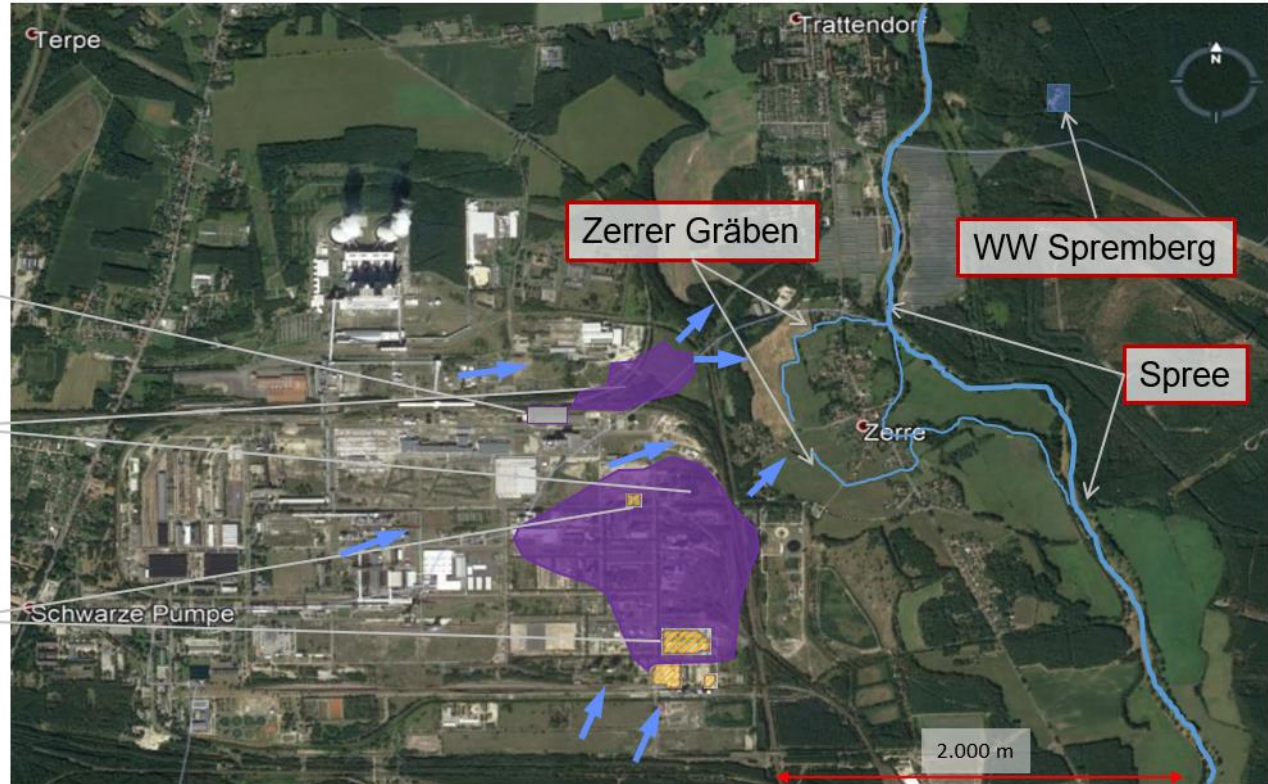 Terpe
Trattendorf
N
Zerrer Gräben
WW Spremberg
Spree
Zerre
Schwarze Pumpe
2.000 m